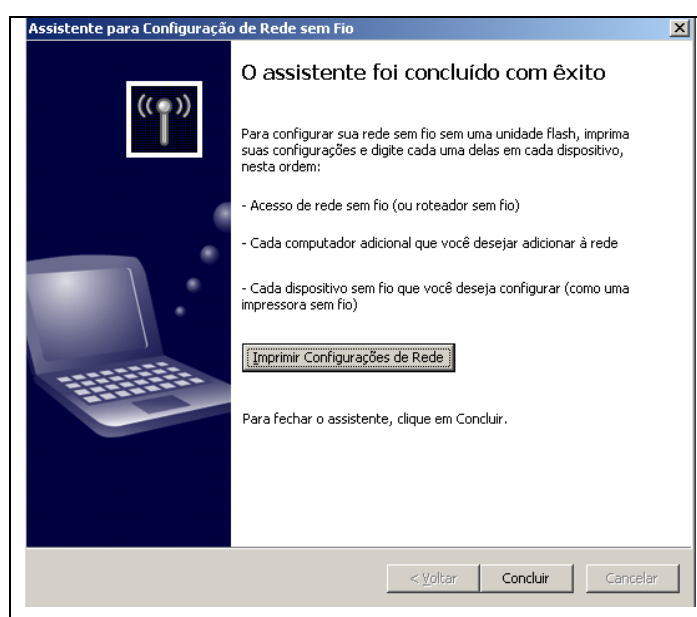 Assistente para Configuração de Rede sem Fio
O assistente foi concluído com êxito
Para configurar sua rede sem fio sem uma unidade flash, imprima
suas configurações e digite cada uma delas em cada dispositivo,
nesta ordem:
- Acesso de rede sem fio (ou roteador sem fio)
- Cada computador adicional que você desejar adicionar à rede
- Cada dispositivo sem fio que você deseja configurar (como uma
impressora sem fio)
Imprimir Configurações de Rede
Para fechar o assistente, clique em Concluir.
< Voltar
Concluir
Cancelar